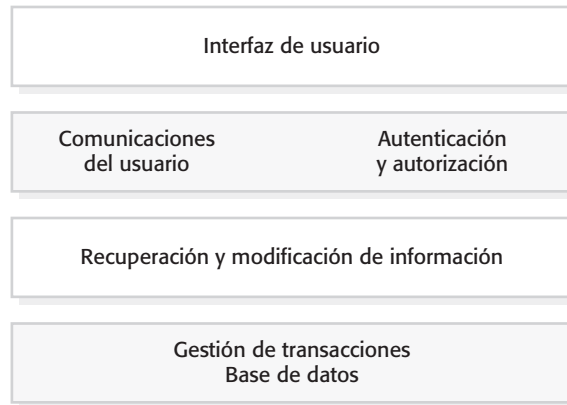 Interfaz de usuario
Comunicaciones
del usuario
Autenticación
y autorización
Recuperación y modificación de información
Gestión de transacciones
Base de datos